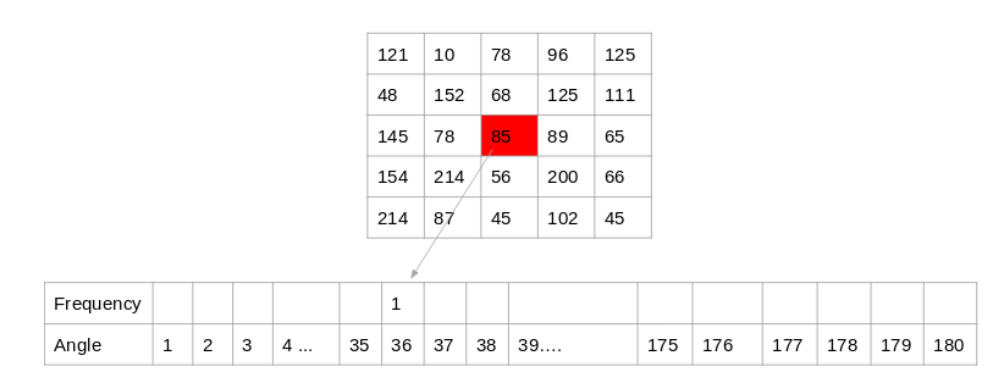 121 10 78 96 125
48 152 68 125 111
145 78 85 89 65
154 214 56 200 66
214 87 45 102 45
Frequency 1
Angle 1 2 3 4 ... 35 36 37 38 39.... 175 176 177 178 179 180